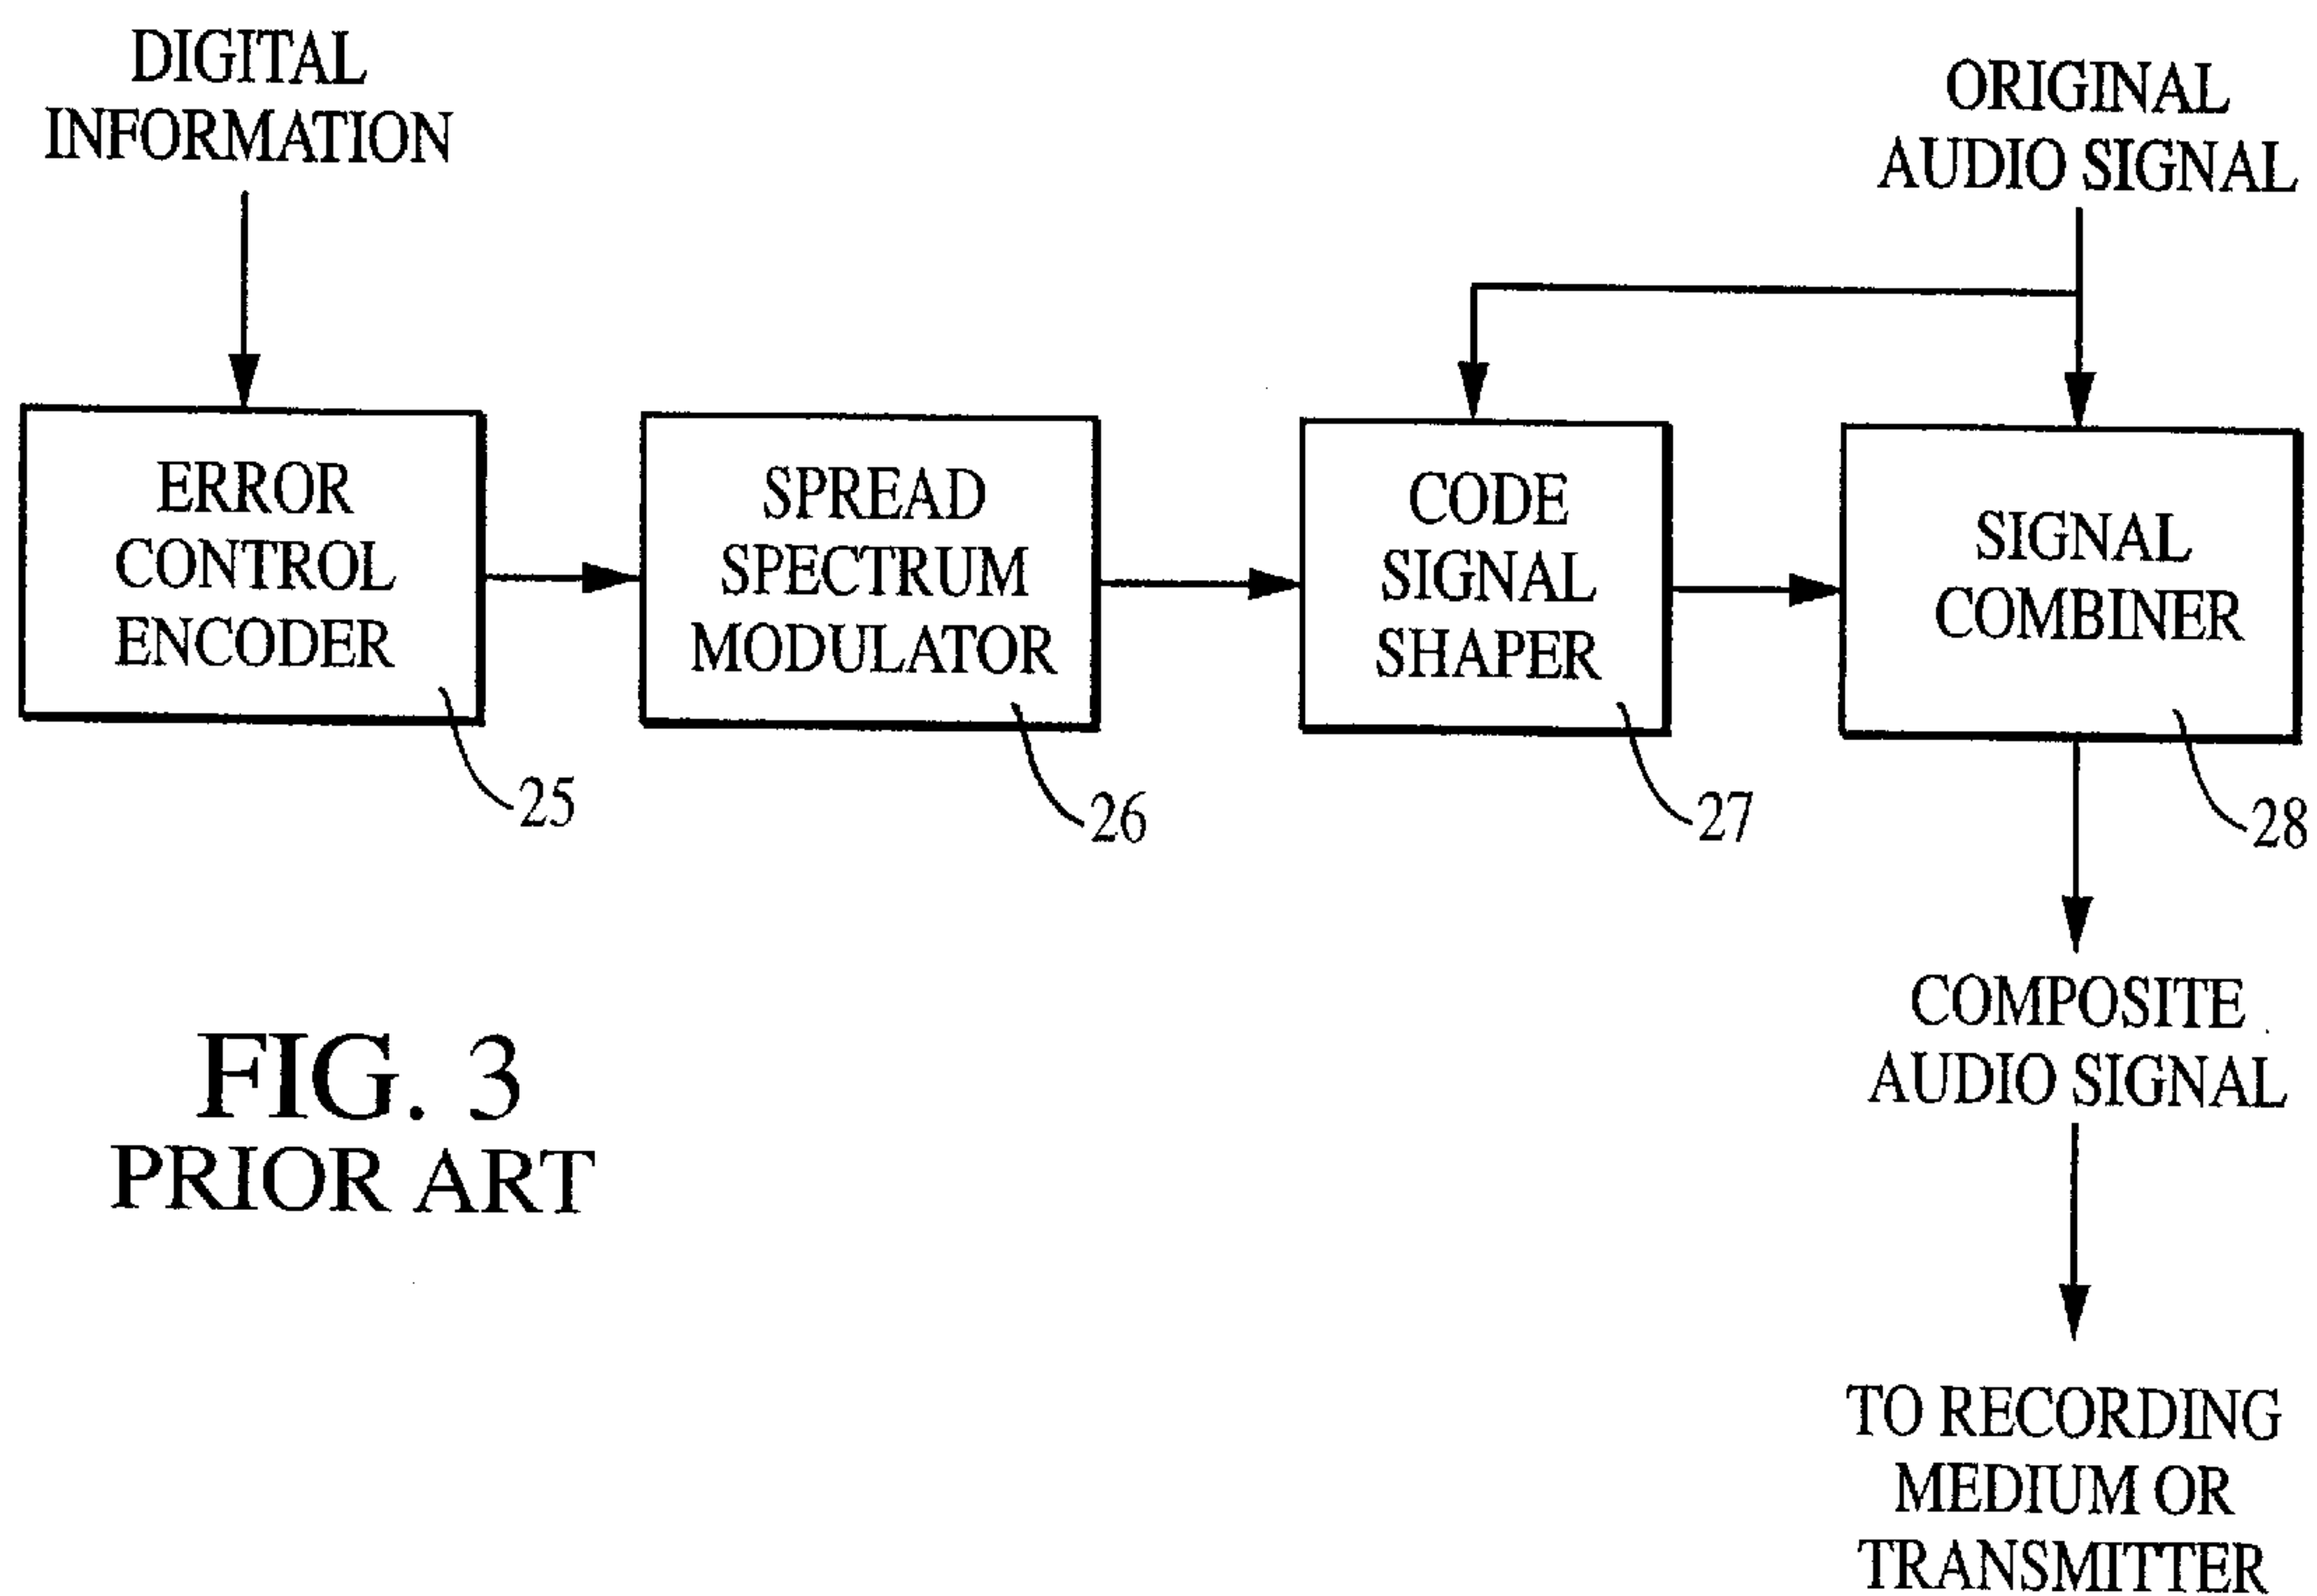 DIGITAL
INFORMATION
ORIGINAL
AUDIO SIGNAL
ERROR
CONTROL
ENCODER
25
SPREAD
SPECTRUM
MODULATOR
26
CODE
SIGNAL
SHAPER
27
SIGNAL
COMBINER
28
COMPOSITE
AUDIO SIGNAL
TO RECORDING
MEDIUM OR
TRANSMITTER
FIG. 3
PRIOR ART